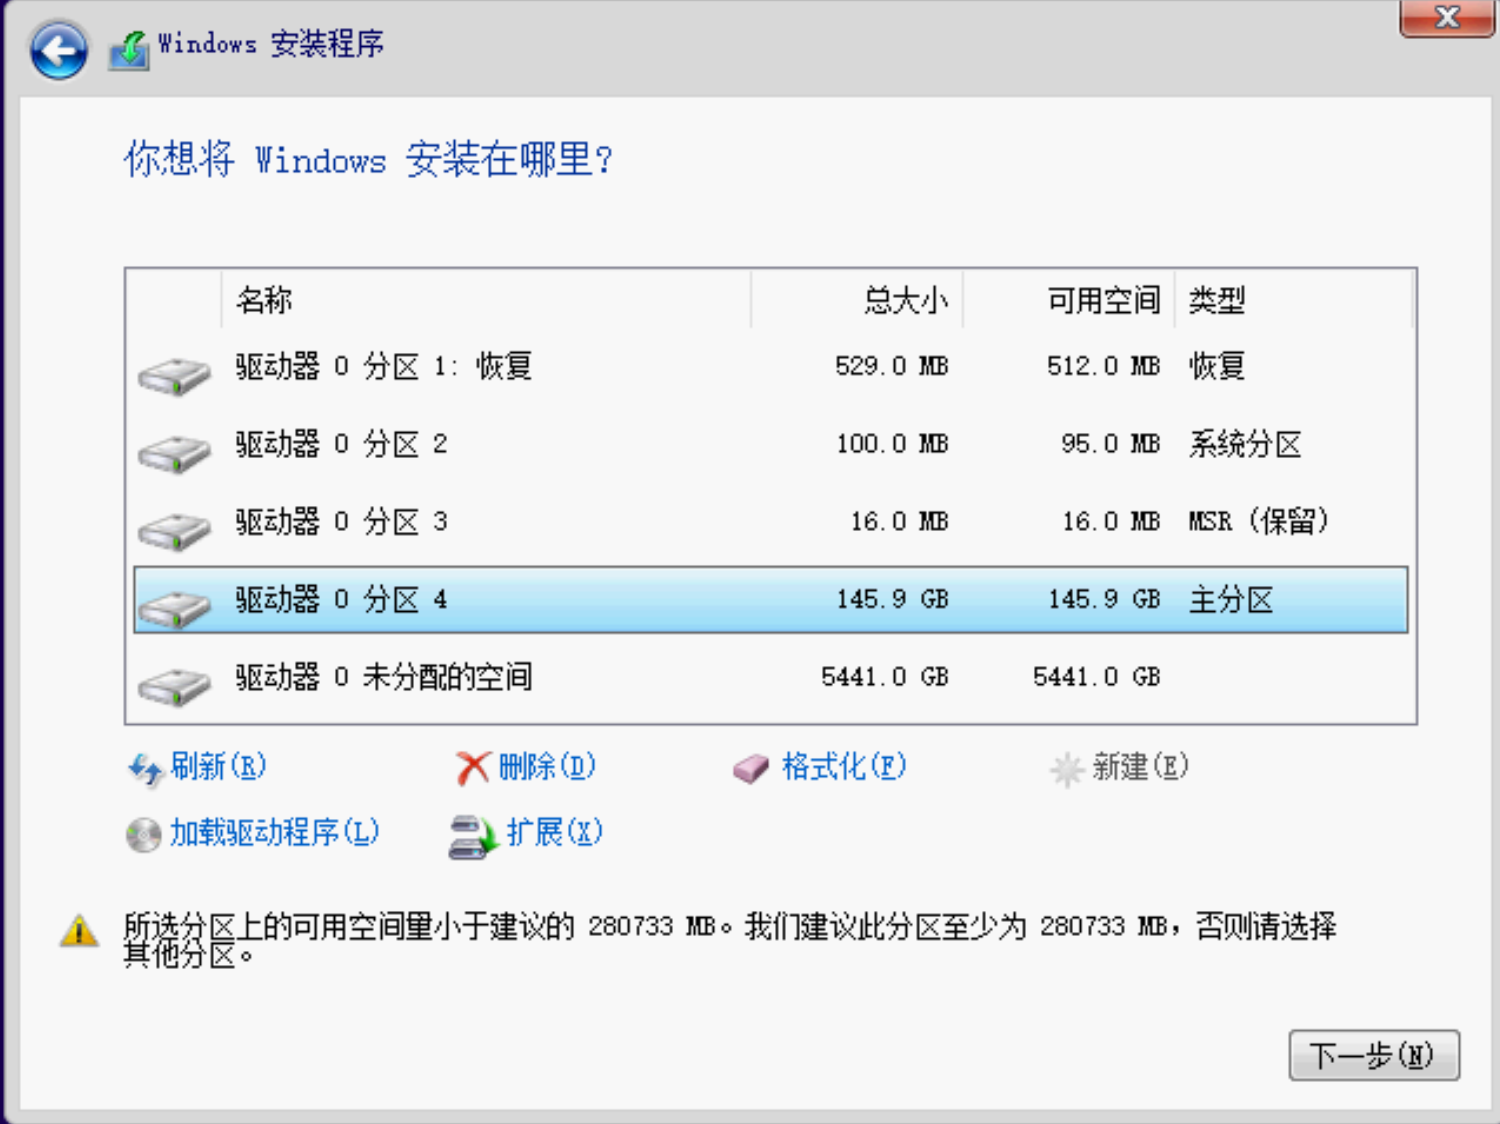 Windows 安装程序
你想将 Windows 安装在哪里?
名称 总大小 可用空间 类型
驱动器 0 分区 1: 恢复 529.0 MB 512.0 MB 恢复
驱动器 0 分区 2 100.0 MB 95.0 MB 系统分区
驱动器 0 分区 3 16.0 MB 16.0 MB MSR (保留)
驱动器 0 分区 4 145.9 GB 145.9 GB 主分区
驱动器 0 未分配的空间 5441.0 GB 5441.0 GB
刷新(R) 删除(D) 格式化(F) 新建(E)
加载驱动程序(L) 扩展(X)
所选分区上的可用空间量小于建议的 280733 MB。我们建议此分区至少为 280733 MB，否则请选择
其他分区。
下一步(N)